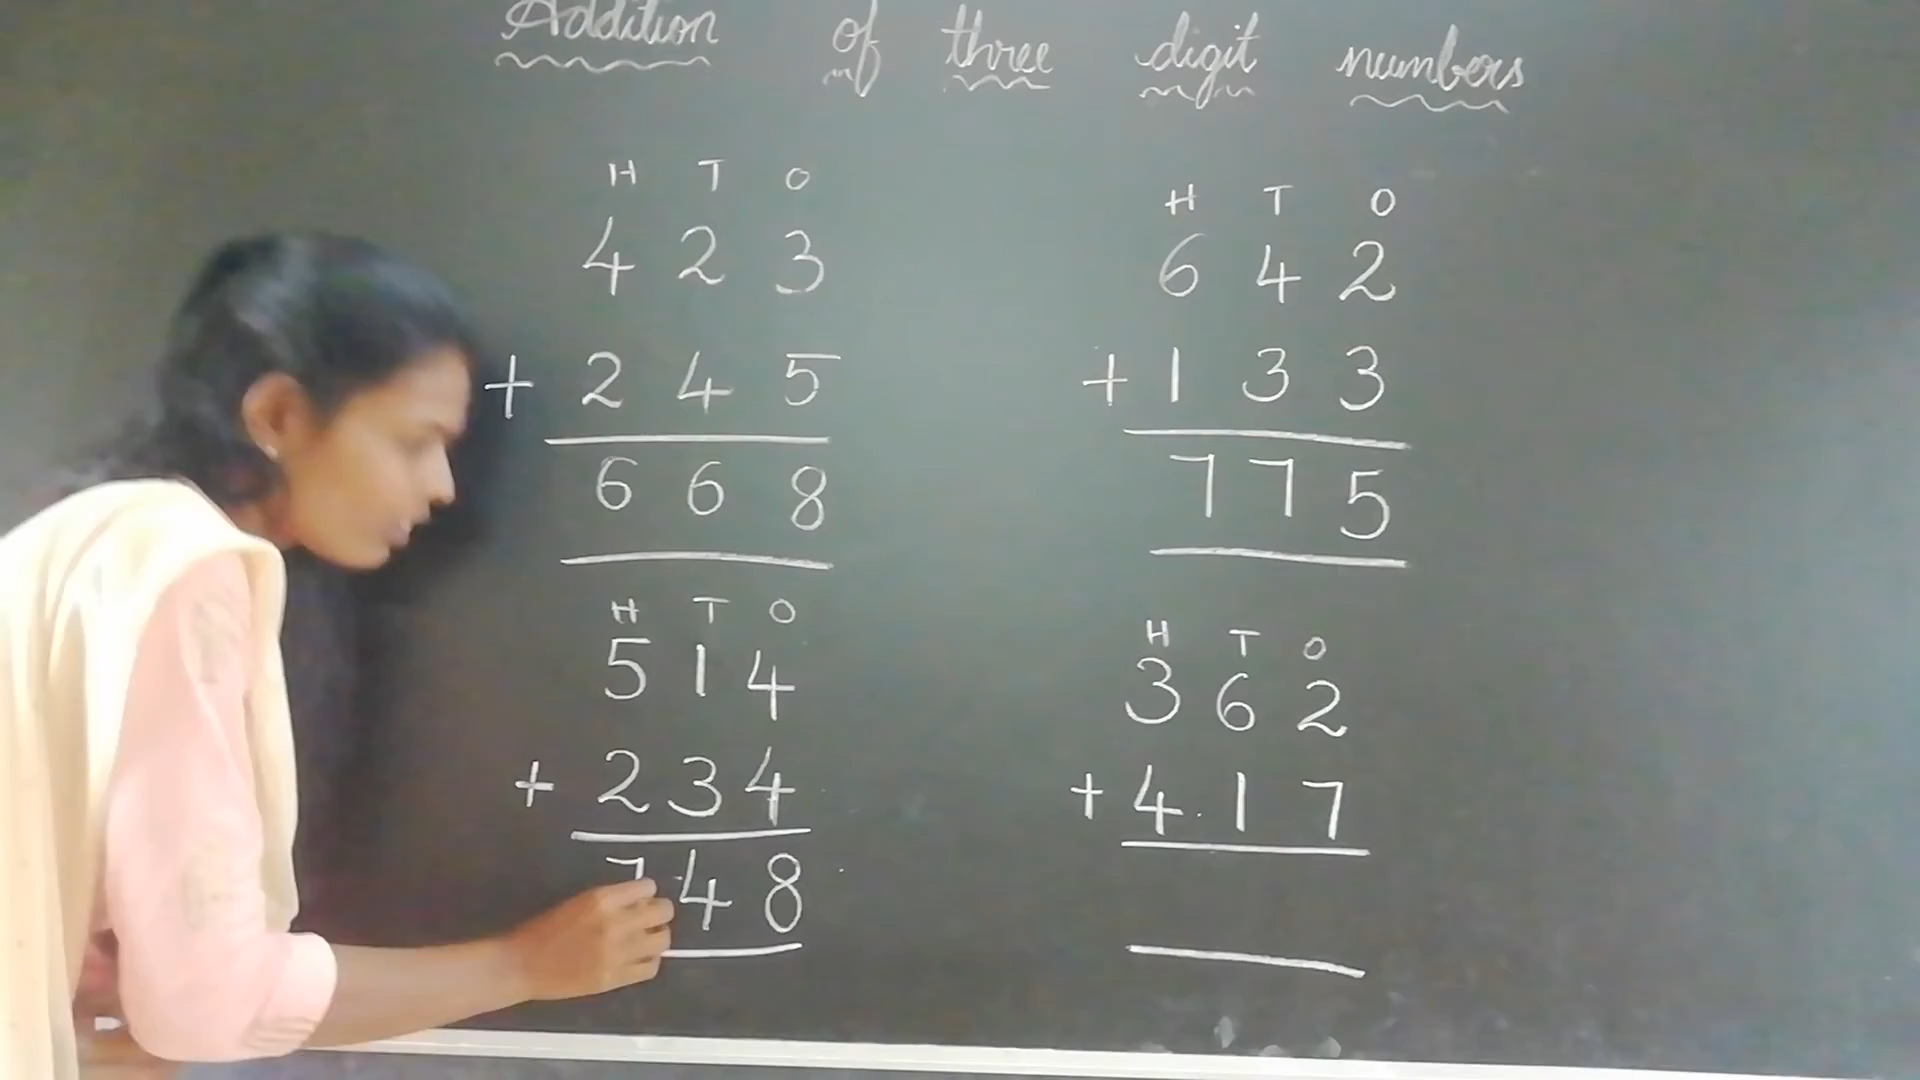 Addition of three digit numbers
H T O
4 2 3
+ 2 4 5
6 6 8
H T O
6 4 2
+ 1 3 3
7 7 5
H T O
5 1 4
+ 2 3 4
7 4 8
H T O
3 6 2
+ 4 1 7